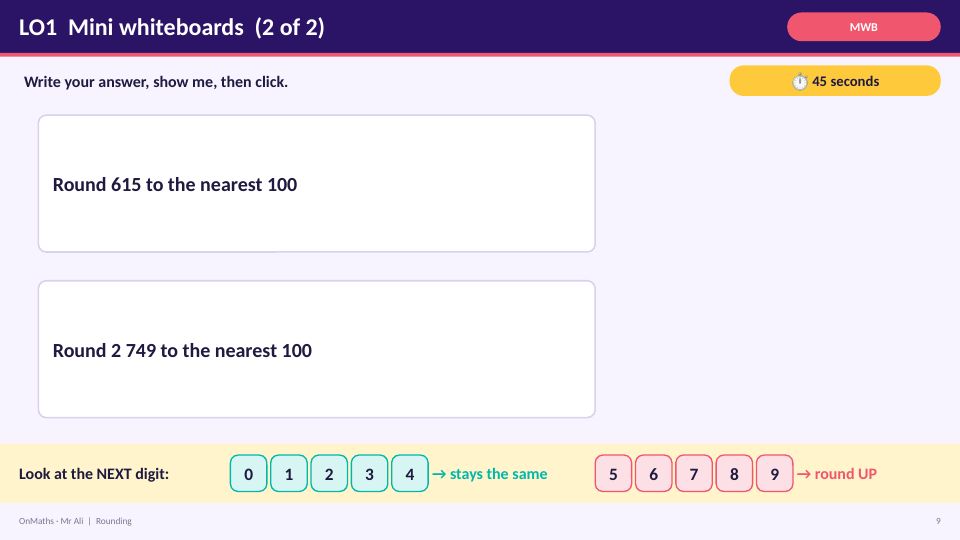 LO1 Mini whiteboards (2 of 2)
MWB
Write your answer, show me, then click.
⏱ 45 seconds
Round 615 to the nearest 100
Round 2 749 to the nearest 100
Look at the NEXT digit: 0 1 2 3 4 → stays the same 5 6 7 8 9 → round UP
OnMaths - Mr Ali | Rounding 9